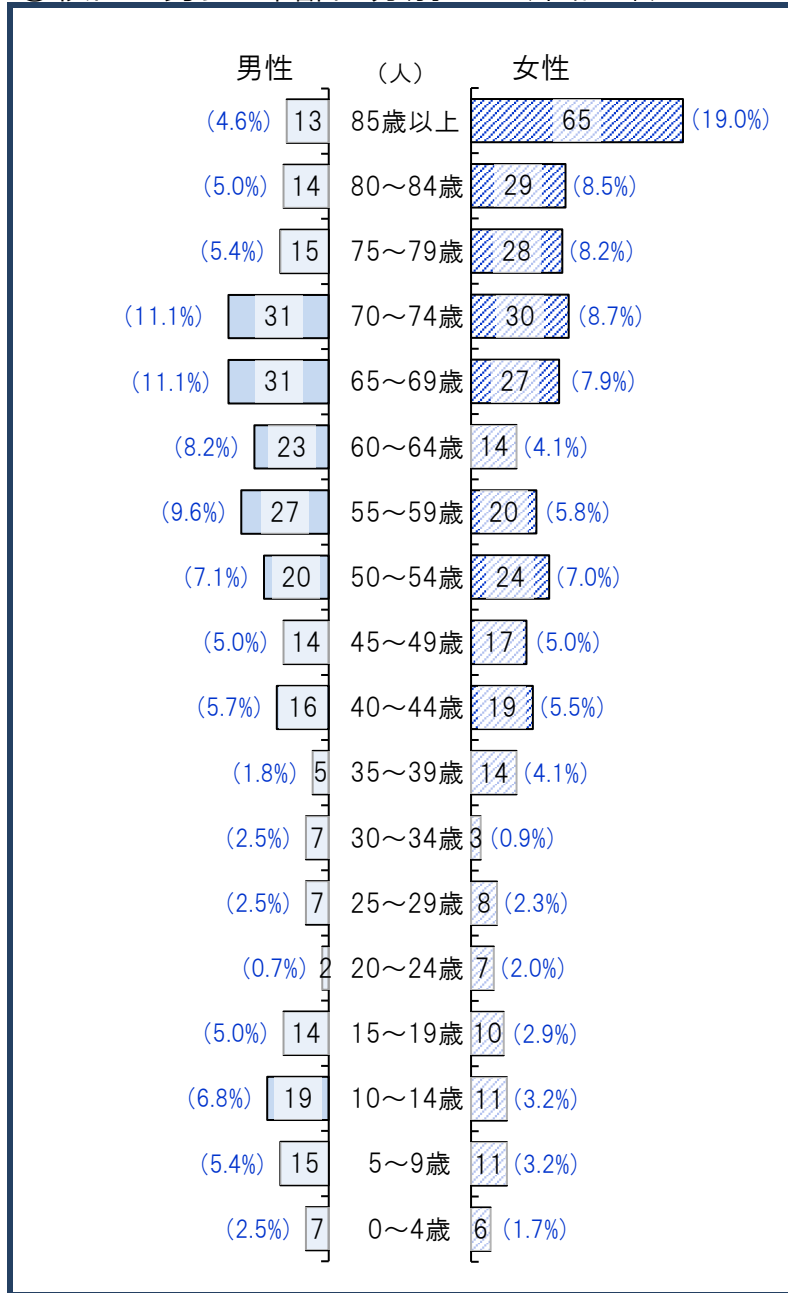 男性 （人） 女性
（4.6%） 13 85歳以上 65 （19.0%）
（5.0%） 14 80～84歳 29 （8.5%）
（5.4%） 15 75～79歳 28 （8.2%）
（11.1%） 31 70～74歳 30 （8.7%）
（11.1%） 31 65～69歳 27 （7.9%）
（8.2%） 23 60～64歳 14 （4.1%）
（9.6%） 27 55～59歳 20 （5.8%）
（7.1%） 20 50～54歳 24 （7.0%）
（5.0%） 14 45～49歳 17 （5.0%）
（5.7%） 16 40～44歳 19 （5.5%）
（1.8%） 5 35～39歳 14 （4.1%）
（2.5%） 7 30～34歳 3 （0.9%）
（2.5%） 7 25～29歳 8 （2.3%）
（0.7%） 2 20～24歳 7 （2.0%）
（5.0%） 14 15～19歳 10 （2.9%）
（6.8%） 19 10～14歳 11 （3.2%）
（5.4%） 15 5～9歳 11 （3.2%）
（2.5%） 7 0～4歳 6 （1.7%）